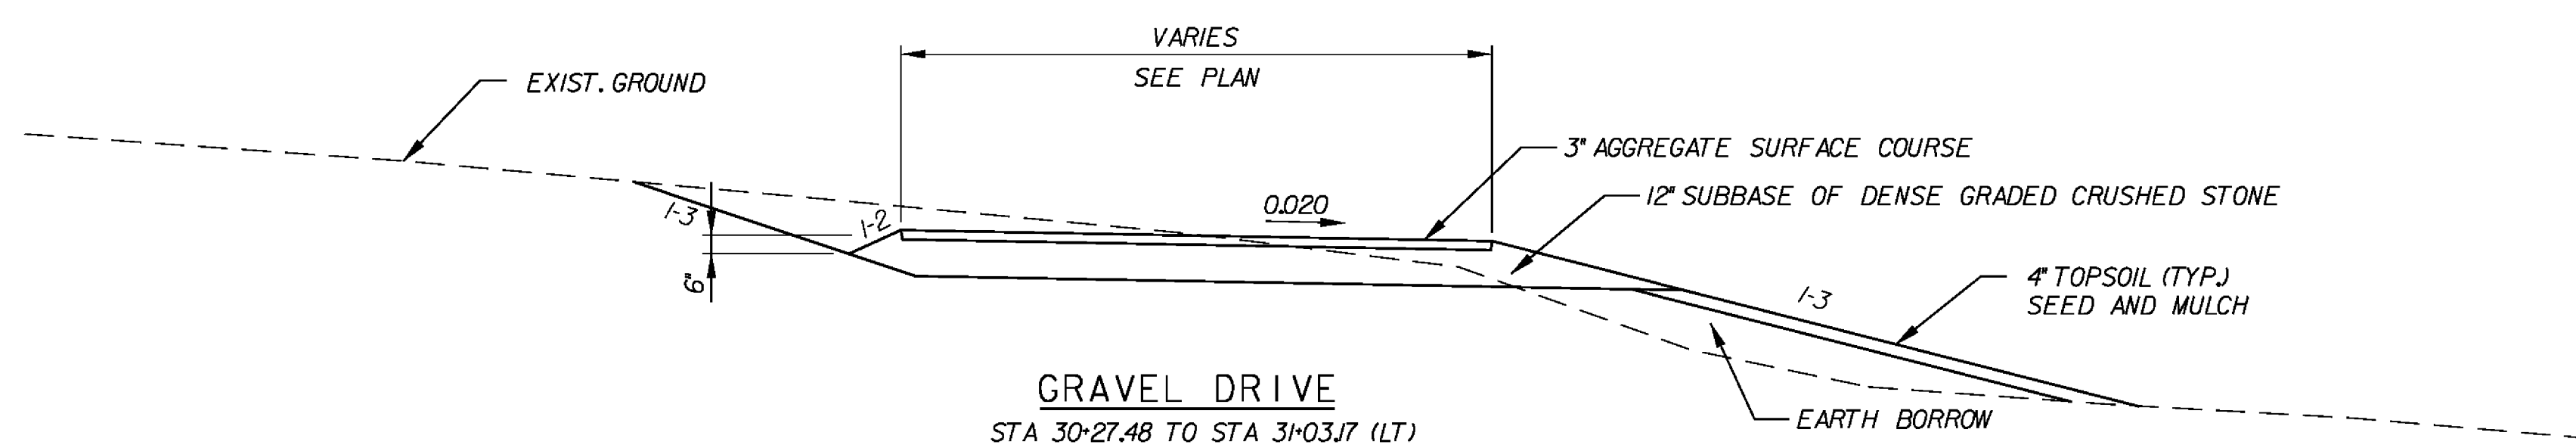 VARIES
SEE PLAN
EXIST. GROUND
3" AGGREGATE SURFACE COURSE
12" SUBBASE OF DENSE GRADED CRUSHED STONE
0.020
1-3
1-2
6"
1-3
4" TOPSOIL (TYP.)
SEED AND MULCH
EARTH BORROW
GRAVEL DRIVE
STA 30+27.48 TO STA 31+03.17 (LT)